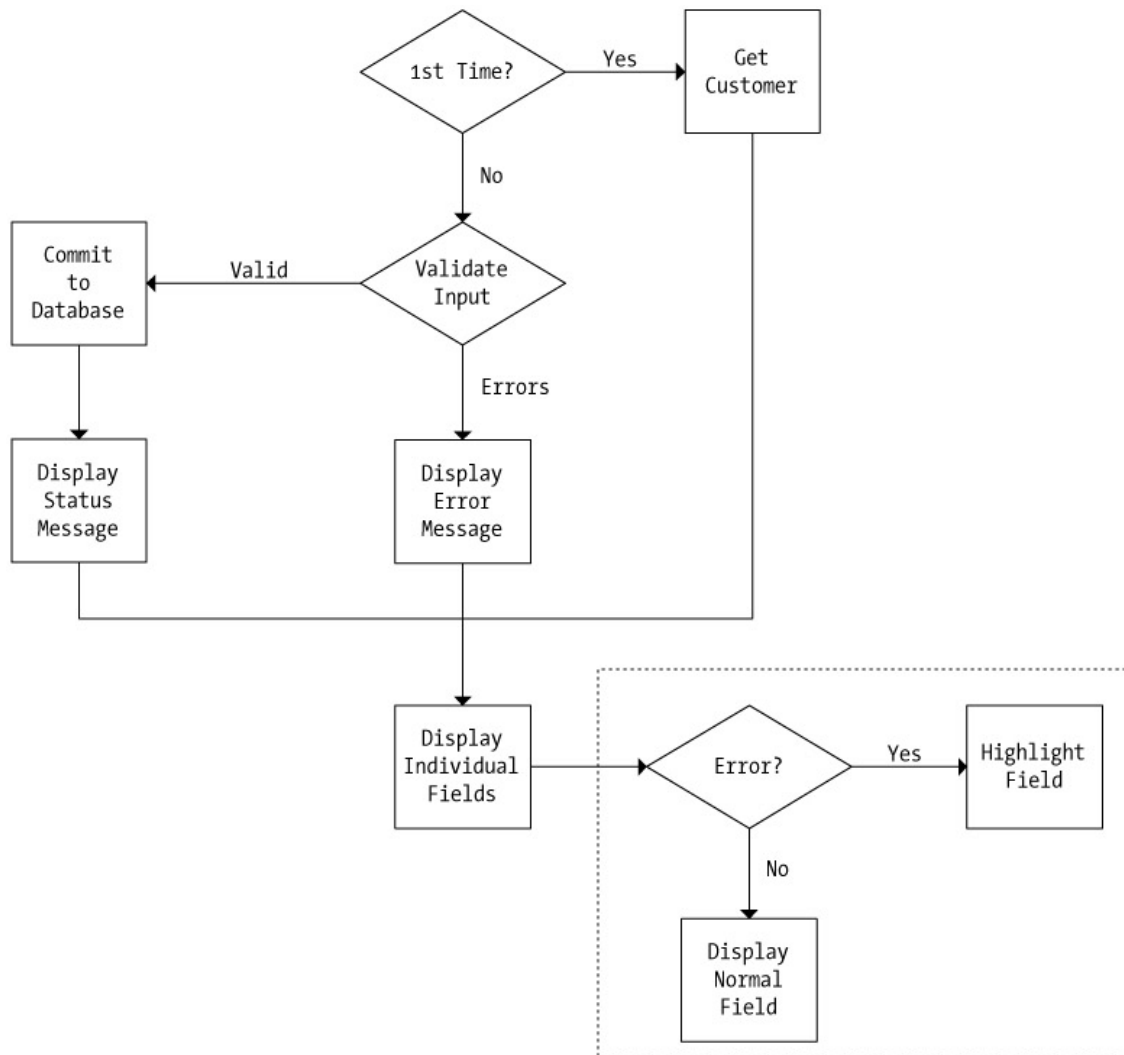 1st Time?
Yes
Get
Customer
No
Commit
to
Database
Valid
Validate
Input
Errors
Display
Status
Message
Display
Error
Message
Display
Individual
Fields
Error?
Yes
Highlight
Field
No
Display
Normal
Field